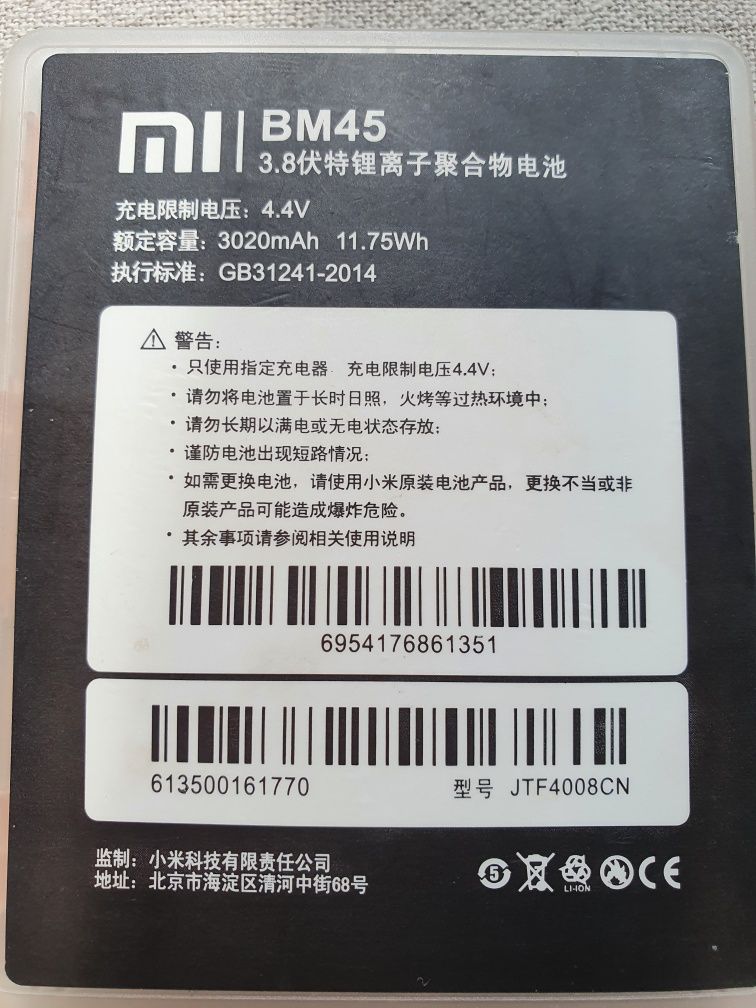 mi BM45
3.8伏特锂离子聚合物电池
充电限制电压：4.4V
额定容量：3020mAh 11.75Wh
执行标准：GB31241-2014
警告：
· 只使用指定充电器 充电限制电压4.4V；
· 请勿将电池置于长时日照，火烤等过热环境中；
· 请勿长期以满电或无电状态存放；
· 谨防电池出现短路情况；
· 如需更换电池，请使用小米原装电池产品，更换不当或非
原装产品可能造成爆炸危险。
· 其余事项请参阅相关使用说明
6954176861351
613500161770 型号 JTF4008CN
监制：小米科技有限责任公司
地址：北京市海淀区清河中街68号
5 LI-ION CE